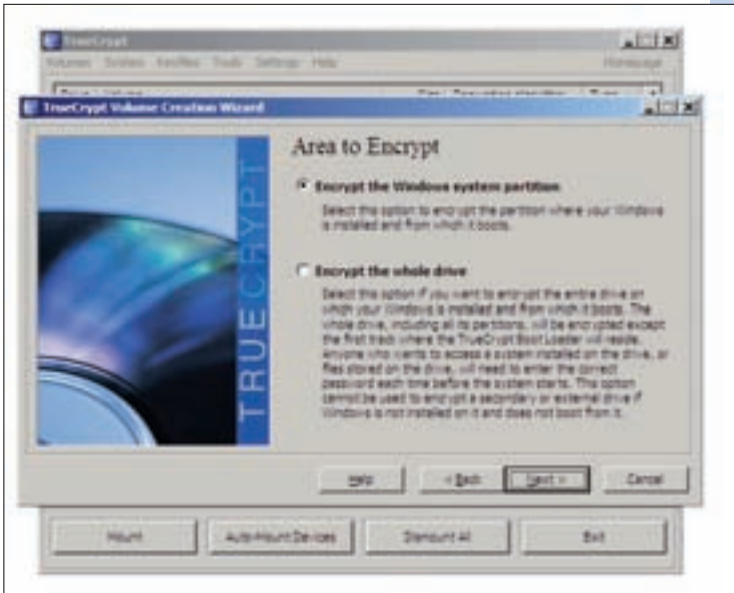 TrueCrypt
Volumes System Keyfiles Tools Settings Help Homepage
Drive Volume Size Encryption algorithm Type
TrueCrypt Volume Creation Wizard
TRUECRYPT
Area to Encrypt
Encrypt the Windows system partition
Select this option to encrypt the partition where your Windows
is installed and from which it boots.
Encrypt the whole drive
Select this option if you want to encrypt the entire drive on
which your Windows is installed and from which it boots. The
whole drive, including all its partitions, will be encrypted except
the first track where the TrueCrypt Boot Loader will reside.
Anyone who wants to access a system installed on the drive, or
files stored on the drive, will need to enter the correct
password each time before the system starts. This option
cannot be used to encrypt a secondary or external drive if
Windows is not installed on it and does not boot from it.
Help < Back Next > Cancel
Mount Auto-Mount Devices Dismount All Exit